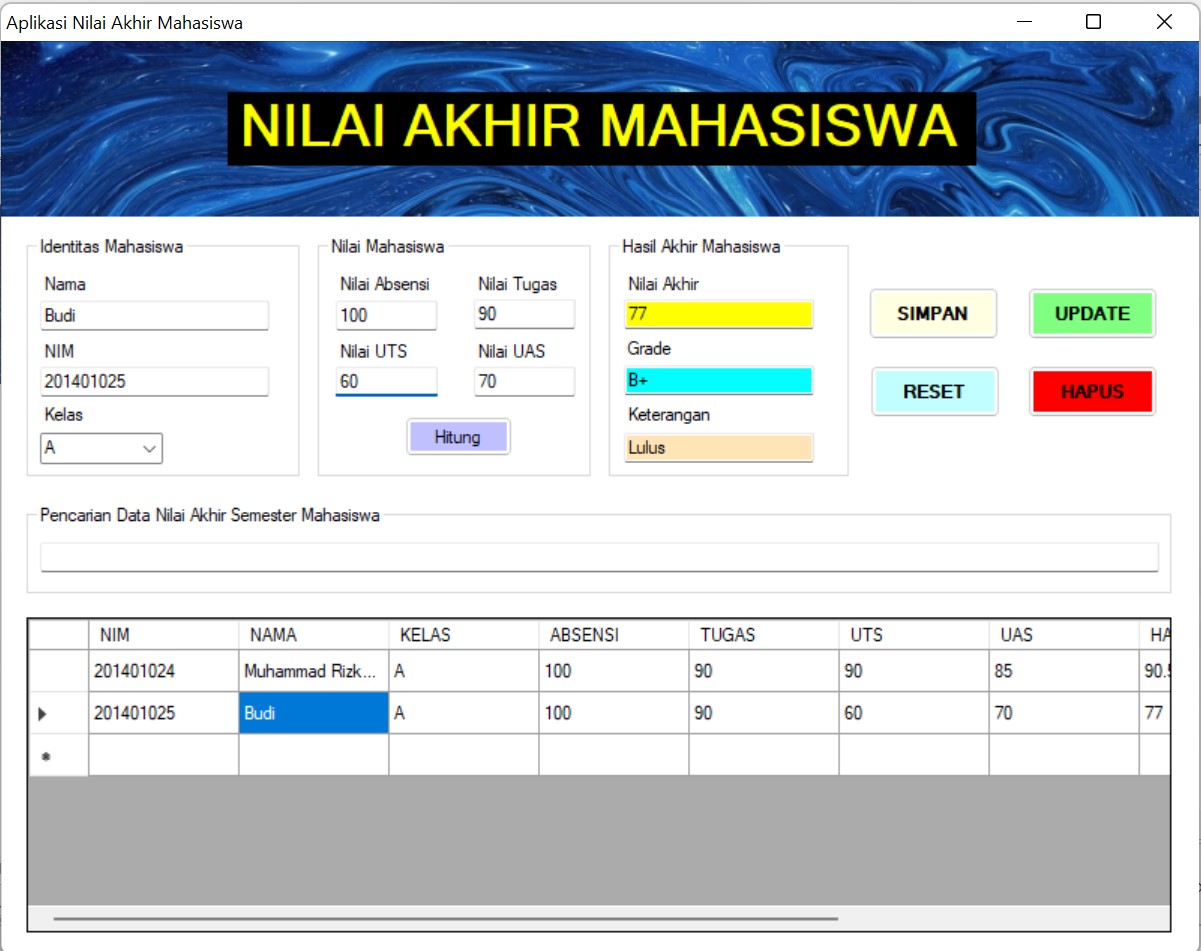 Aplikasi Nilai Akhir Mahasiswa
NILAI AKHIR MAHASISWA
Identitas Mahasiswa
Nama
Budi
NIM
201401025
Kelas
A
Nilai Mahasiswa
Nilai Absensi
Nilai Tugas
100
90
Nilai UTS
Nilai UAS
60
70
Hitung
Hasil Akhir Mahasiswa
Nilai Akhir
77
Grade
B+
Keterangan
Lulus
SIMPAN
UPDATE
RESET
HAPUS
Pencarian Data Nilai Akhir Semester Mahasiswa
NIM NAMA KELAS ABSENSI TUGAS UTS UAS HA
201401024 Muhammad Rizk... A 100 90 90 85 90.5
201401025 Budi A 100 90 60 70 77